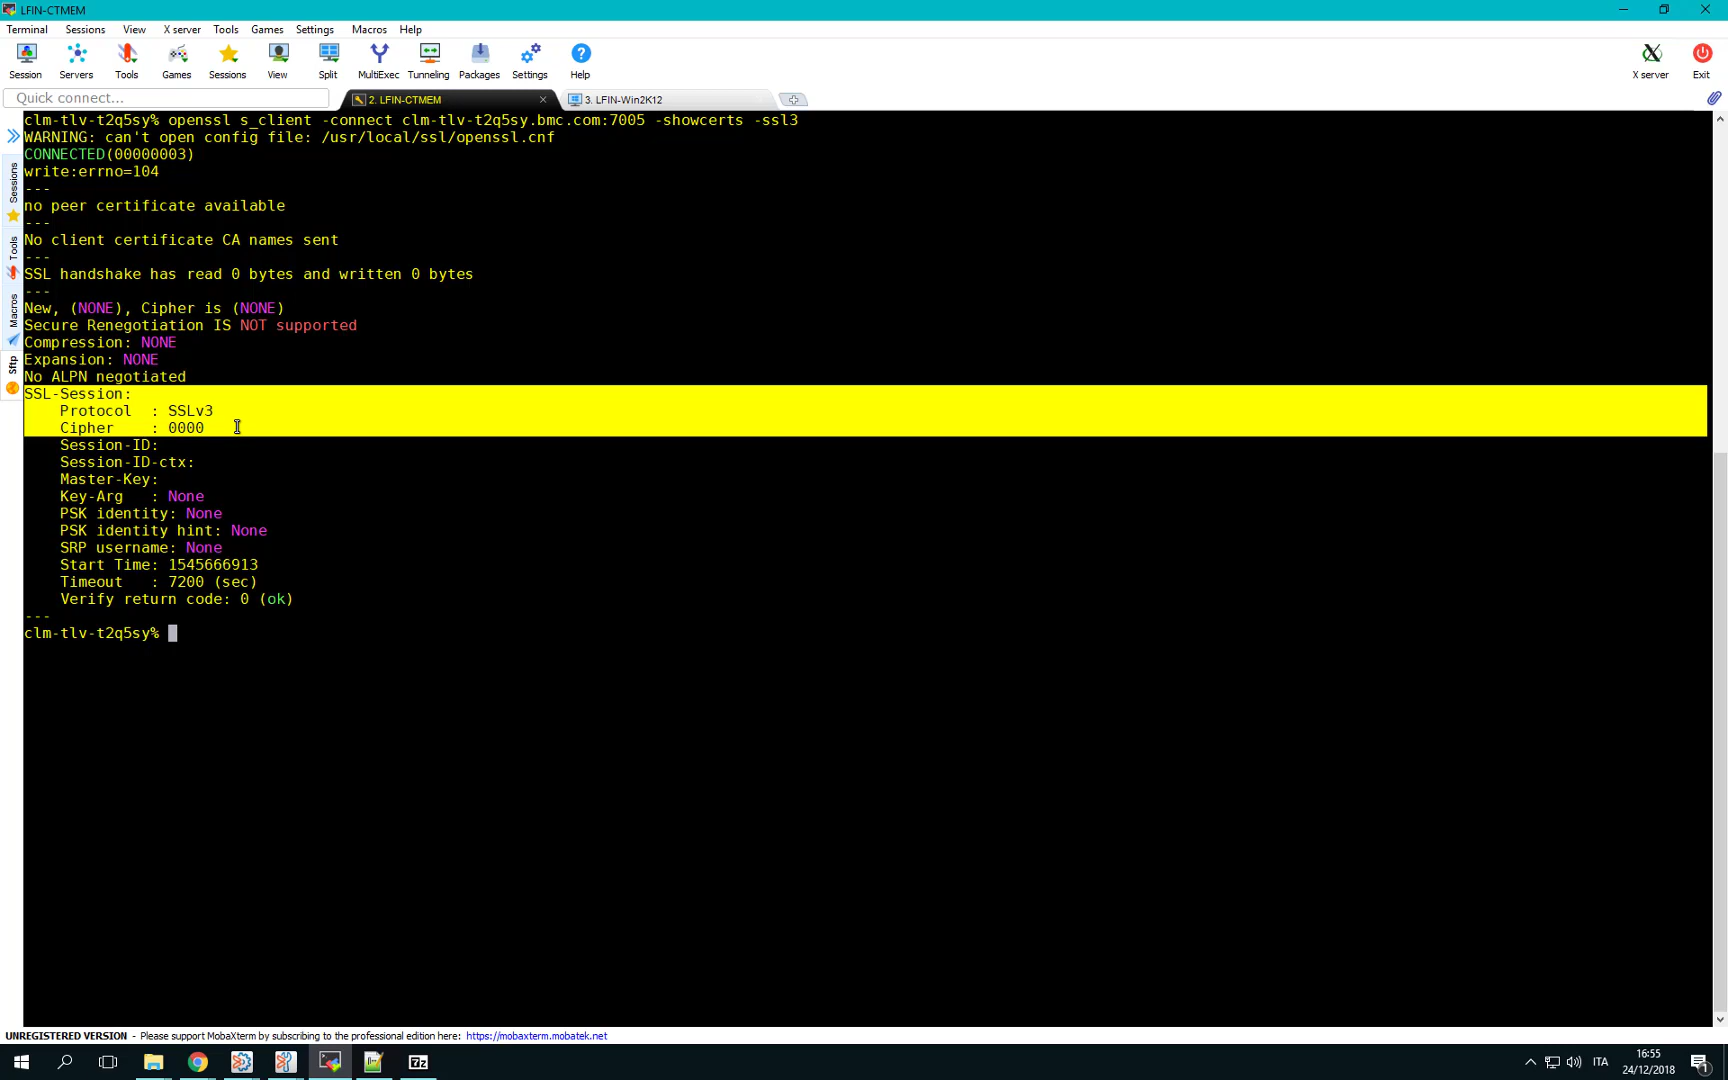 LFIN-CTMEM
Terminal Sessions View X server Tools Games Settings Macros Help
Session Servers Tools Games Sessions View Split MultiExec Tunneling Packages Settings Help X server Exit
Quick connect... 2. LFIN-CTMEM 3. LFIN-Win2K12
clm-tlv-t2q5sy% openssl s_client -connect clm-tlv-t2q5sy.bmc.com:7005 -showcerts -ssl3
WARNING: can't open config file: /usr/local/ssl/openssl.cnf
CONNECTED(00000003)
write:errno=104
---
no peer certificate available
---
No client certificate CA names sent
---
SSL handshake has read 0 bytes and written 0 bytes
---
New, (NONE), Cipher is (NONE)
Secure Renegotiation IS NOT supported
Compression: NONE
Expansion: NONE
No ALPN negotiated
SSL-Session:
Protocol : SSLv3
Cipher : 0000
Session-ID:
Session-ID-ctx:
Master-Key:
Key-Arg : None
PSK identity: None
PSK identity hint: None
SRP username: None
Start Time: 1545666913
Timeout : 7200 (sec)
Verify return code: 0 (ok)
---
clm-tlv-t2q5sy%
Sessions
Tools
Macros
Sftp
UNREGISTERED VERSION - Please support MobaXterm by subscribing to the professional edition here: https://mobaxterm.mobatek.net
7z
ITA
16:55
24/12/2018
1